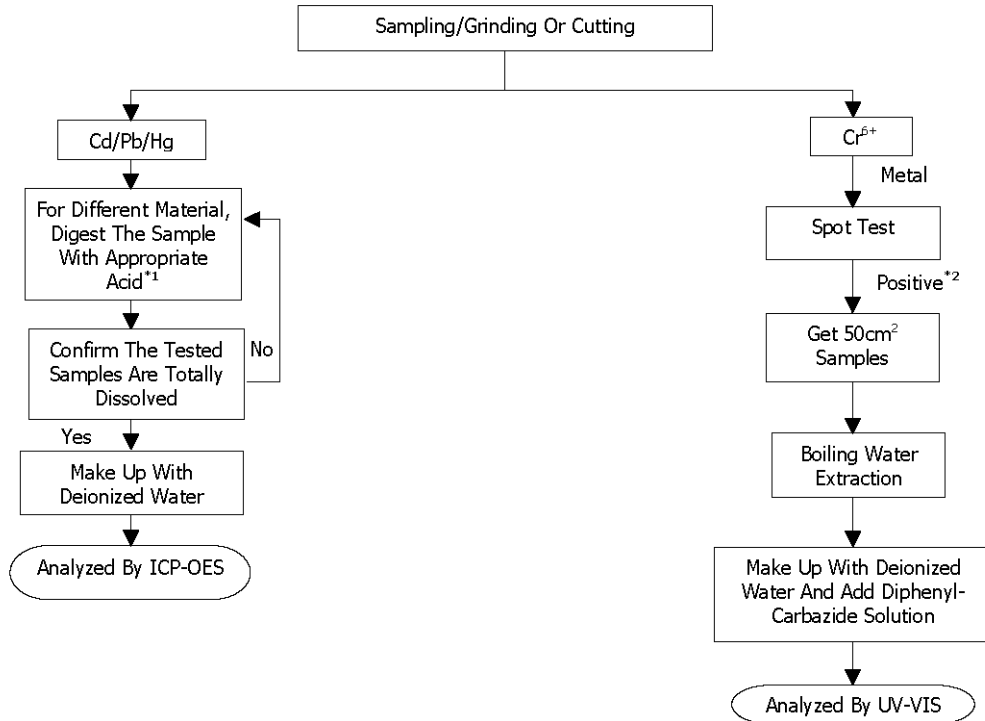 Sampling/Grinding Or Cutting
Cd/Pb/Hg
For Different Material,
Digest The Sample
With Appropriate
Acid*1
Confirm The Tested
Samples Are Totally
Dissolved
No
Yes
Make Up With
Deionized Water
Analyzed By ICP-OES
Cr6+
Metal
Spot Test
Positive*2
Get 50cm2
Samples
Boiling Water
Extraction
Make Up With Deionized
Water And Add Diphenyl-
Carbazide Solution
Analyzed By UV-VIS